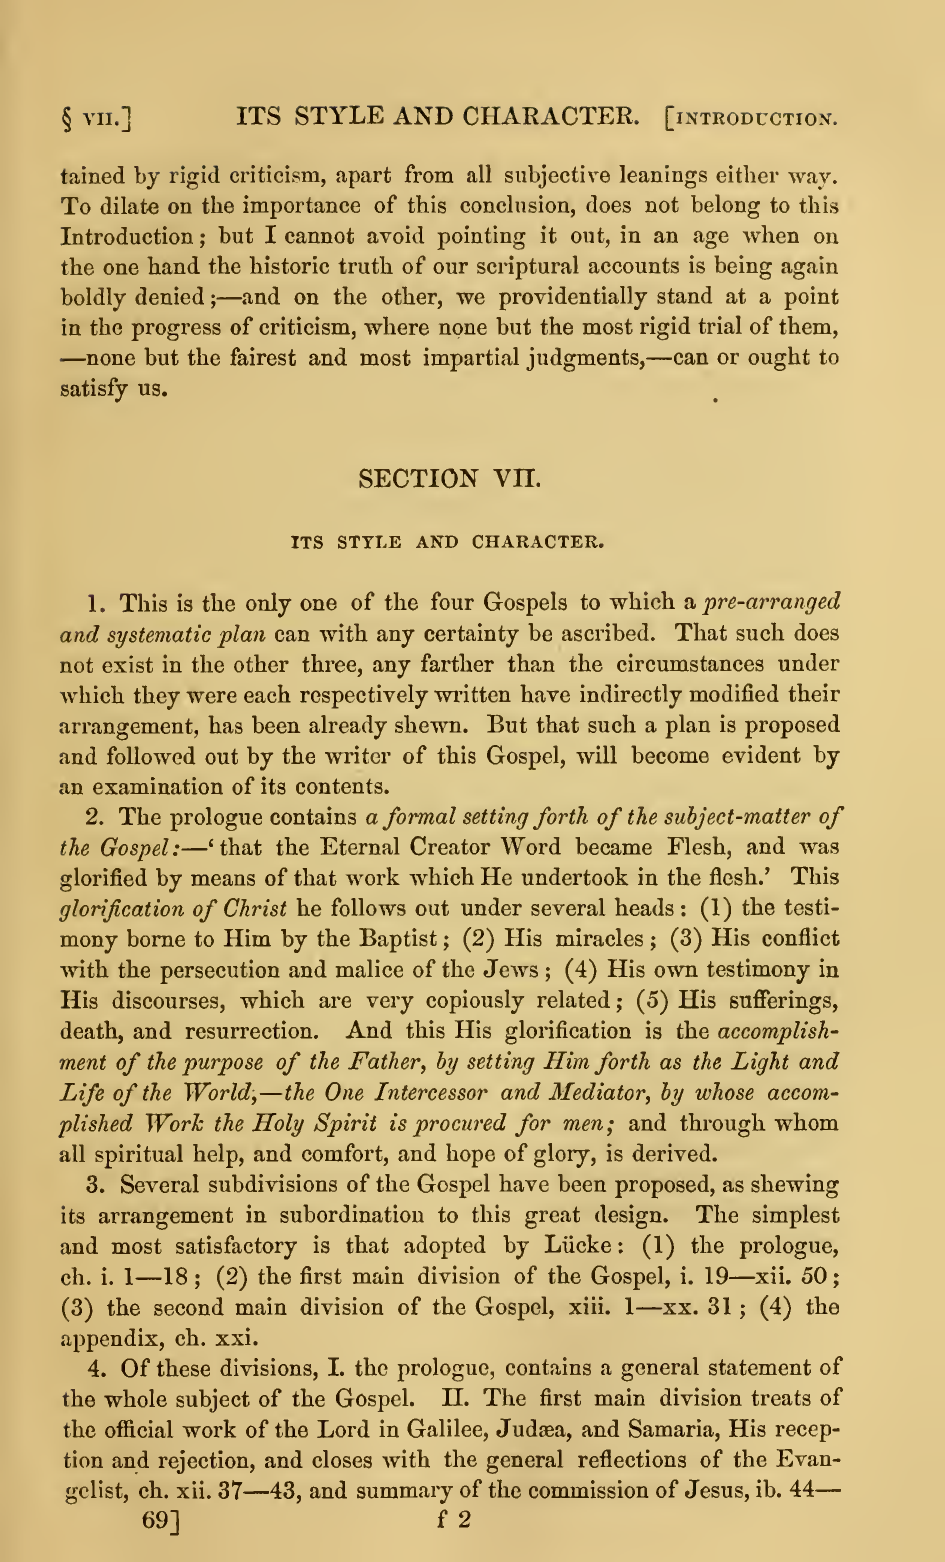 § VII.] ITS STYLE AND CHARACTER. [INTRODUCTION.
tained by rigid criticism, apart from all subjective leanings either way.
To dilate on the importance of this conclusion, does not belong to this
Introduction; but I cannot avoid pointing it out, in an age when on
the one hand the historic truth of our scriptural accounts is being again
boldly denied;—and on the other, we providentially stand at a point
in the progress of criticism, where none but the most rigid trial of them,
—none but the fairest and most impartial judgments,—can or ought to
satisfy us.
SECTION VII.
ITS STYLE AND CHARACTER.
1. This is the only one of the four Gospels to which a pre-arranged
and systematic plan can with any certainty be ascribed. That such does
not exist in the other three, any farther than the circumstances under
which they were each respectively written have indirectly modified their
arrangement, has been already shewn. But that such a plan is proposed
and followed out by the writer of this Gospel, will become evident by
an examination of its contents.
2. The prologue contains a formal setting forth of the subject-matter of
the Gospel:—‘that the Eternal Creator Word became Flesh, and was
glorified by means of that work which He undertook in the flesh.’ This
glorification of Christ he follows out under several heads: (1) the testi-
mony borne to Him by the Baptist; (2) His miracles; (3) His conflict
with the persecution and malice of the Jews; (4) His own testimony in
His discourses, which are very copiously related; (5) His sufferings,
death, and resurrection. And this His glorification is the accomplish-
ment of the purpose of the Father, by setting Him forth as the Light and
Life of the World,—the One Intercessor and Mediator, by whose accom-
plished Work the Holy Spirit is procured for men; and through whom
all spiritual help, and comfort, and hope of glory, is derived.
3. Several subdivisions of the Gospel have been proposed, as shewing
its arrangement in subordination to this great design. The simplest
and most satisfactory is that adopted by Lücke: (1) the prologue,
ch. i. 1—18; (2) the first main division of the Gospel, i. 19—xii. 50;
(3) the second main division of the Gospel, xiii. 1—xx. 31; (4) the
appendix, ch. xxi.
4. Of these divisions, I. the prologue, contains a general statement of
the whole subject of the Gospel. II. The first main division treats of
the official work of the Lord in Galilee, Judæa, and Samaria, His recep-
tion and rejection, and closes with the general reflections of the Evan-
gelist, ch. xii. 37—43, and summary of the commission of Jesus, ib. 44—
69] f 2